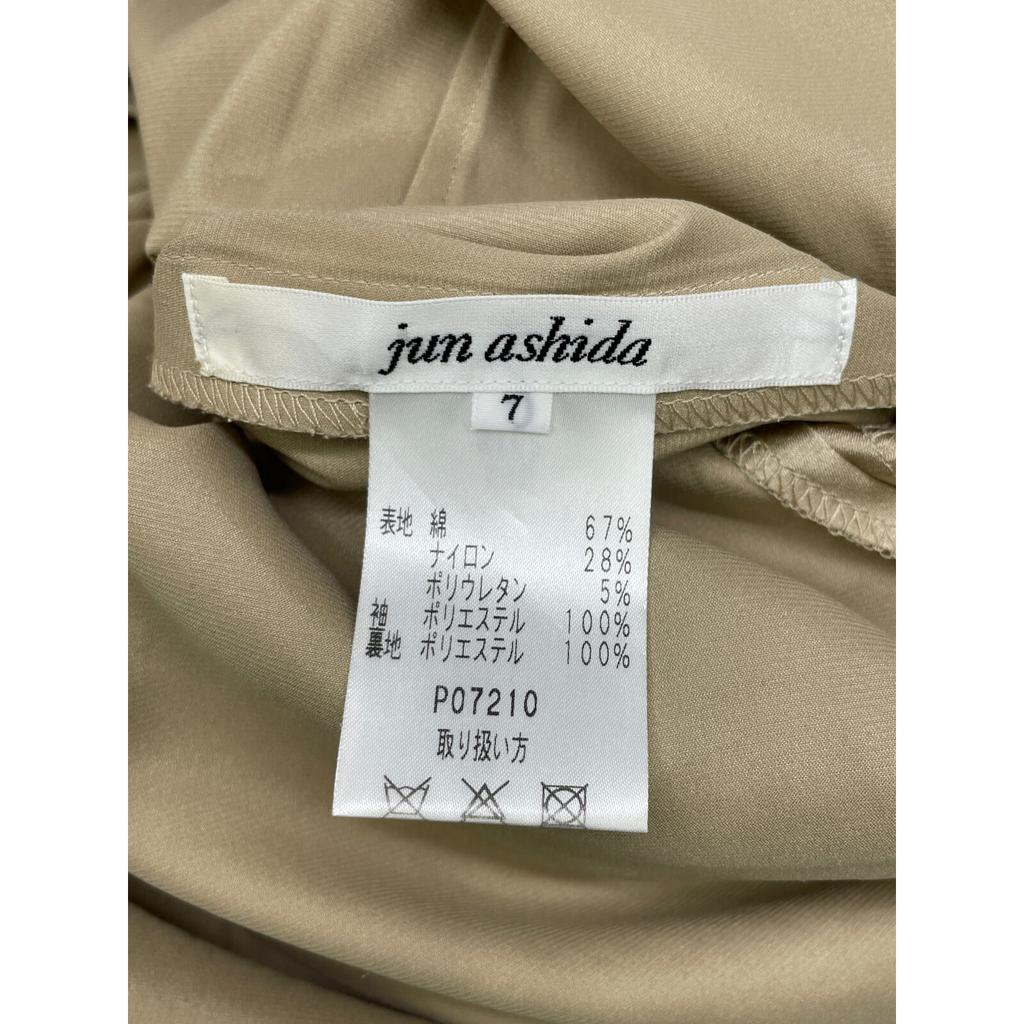 jun ashida
7
表地 綿 67%
ナイロン 28%
ポリウレタン 5%
袖 ポリエステル 100%
裏地 ポリエステル 100%
P07210
取り扱い方